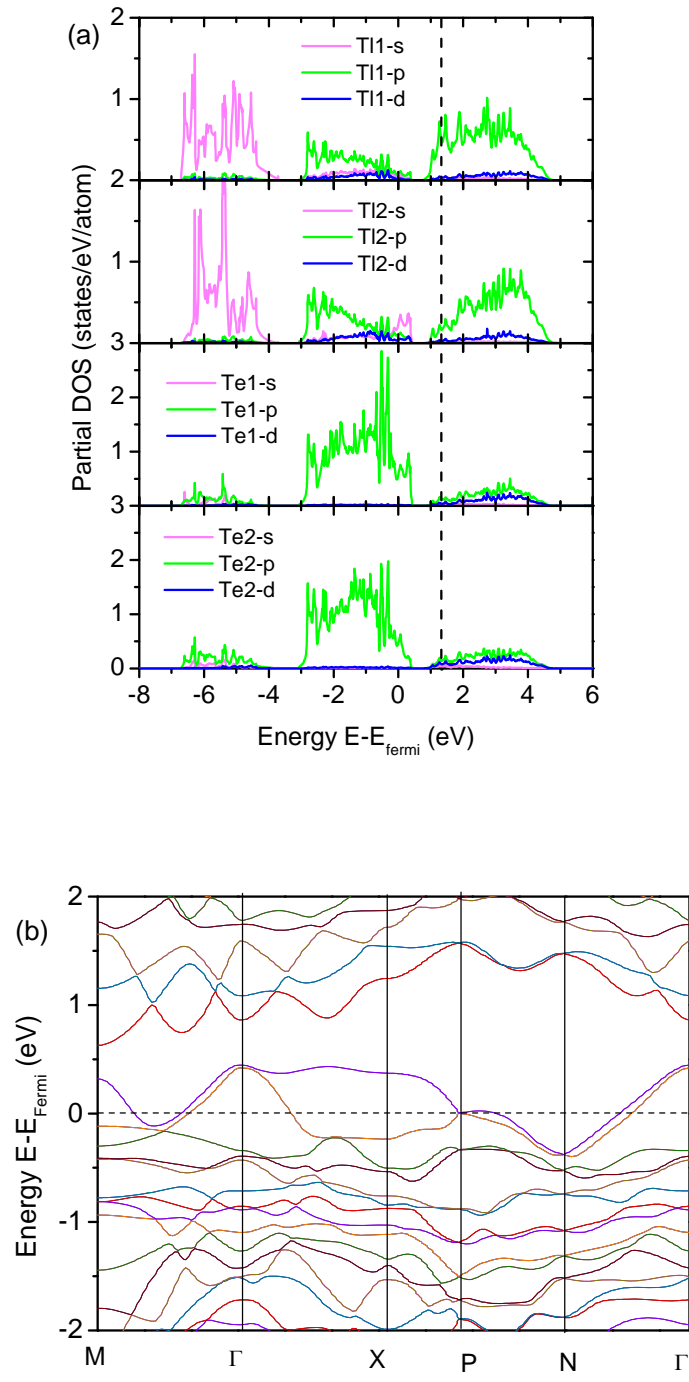 (a)
2
1
Tl1-s
Tl1-p
Tl1-d
2
1
Tl2-s
Tl2-p
Tl2-d
3
2
1
Te1-s
Te1-p
Te1-d
3
2
1
0
Te2-s
Te2-p
Te2-d
Partial DOS (states/eV/atom)
-8 -6 -4 -2 0 2 4 6
Energy E-E_fermi (eV)
(b)
2
1
0
-1
-2
Energy E-E_Fermi (eV)
M Γ X P N Γ